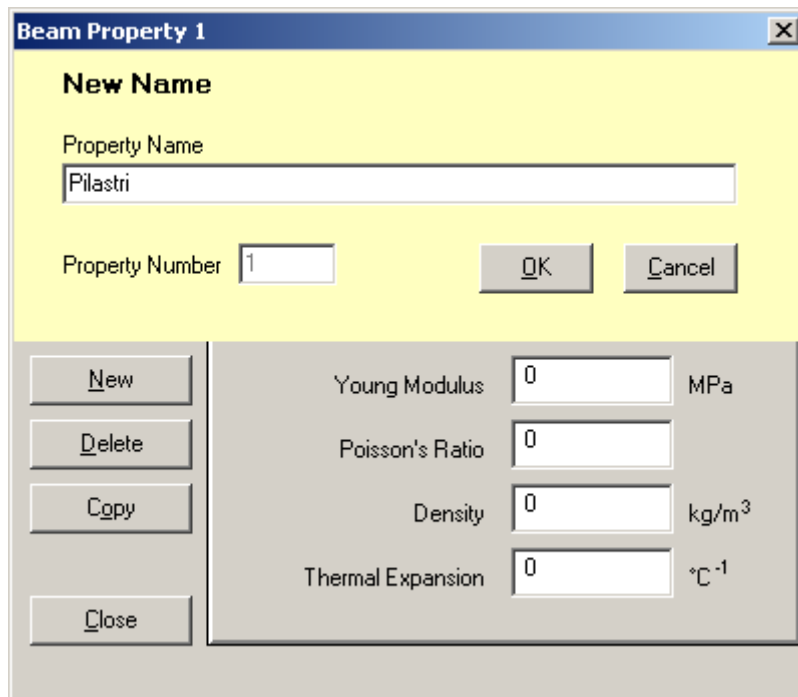 Beam Property 1
New Name
Property Name
Pilastri
Property Number 1 OK Cancel
New Young Modulus 0 MPa
Delete Poisson's Ratio 0
Copy Density 0 kg/m³
Thermal Expansion 0 °C⁻¹
Close